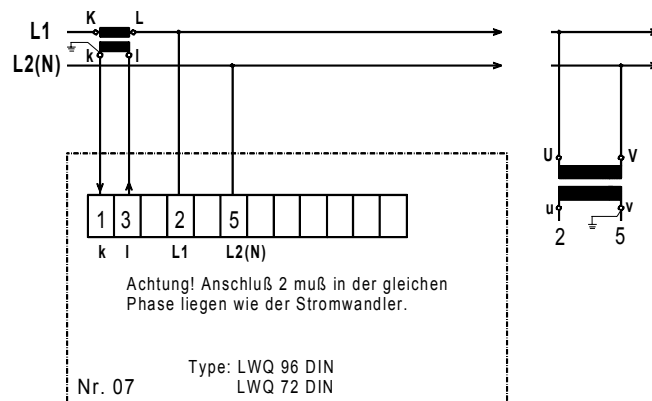 K L
L1
k l
L2(N)
U V
u v
2 5
1 3 2 5
k l L1 L2(N)
Achtung! Anschluß 2 muß in der gleichen
Phase liegen wie der Stromwandler.
Type: LWQ 96 DIN
LWQ 72 DIN
Nr. 07